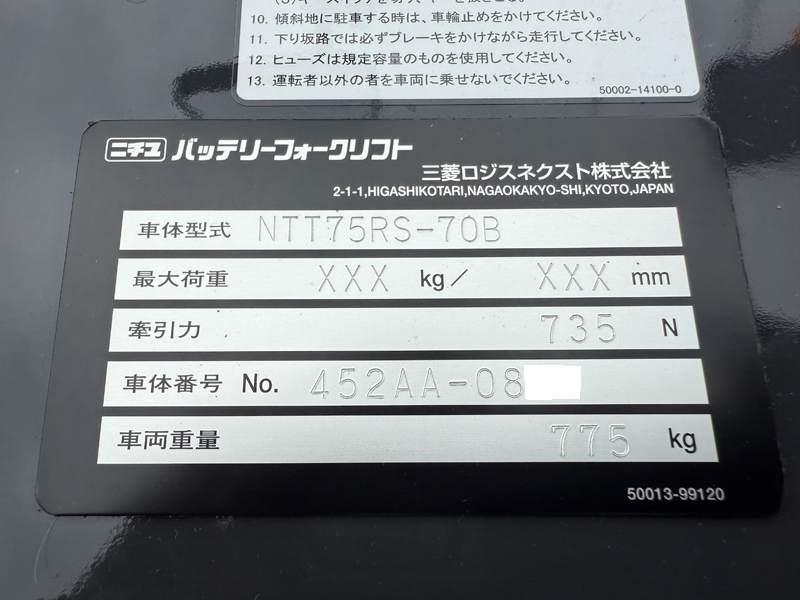 10. 傾斜地に駐車する時は、車輪止めをかけてください。
11. 下り坂路では必ずブレーキをかけながら走行してください。
12. ヒューズは規定容量のものを使用してください。
13. 運転者以外の者を車両に乗せないでください。
50002-14100-0
ニチユ バッテリーフォークリフト
三菱ロジスネクスト株式会社
2-1-1,HIGASHIKOTARI,NAGAOKAKYO-SHI,KYOTO,JAPAN
車体型式 NTT75RS-70B
最大荷重 XXX kg/ XXX mm
牽引力 735 N
車体番号 No. 452AA-08
車両重量 775 kg
50013-99120